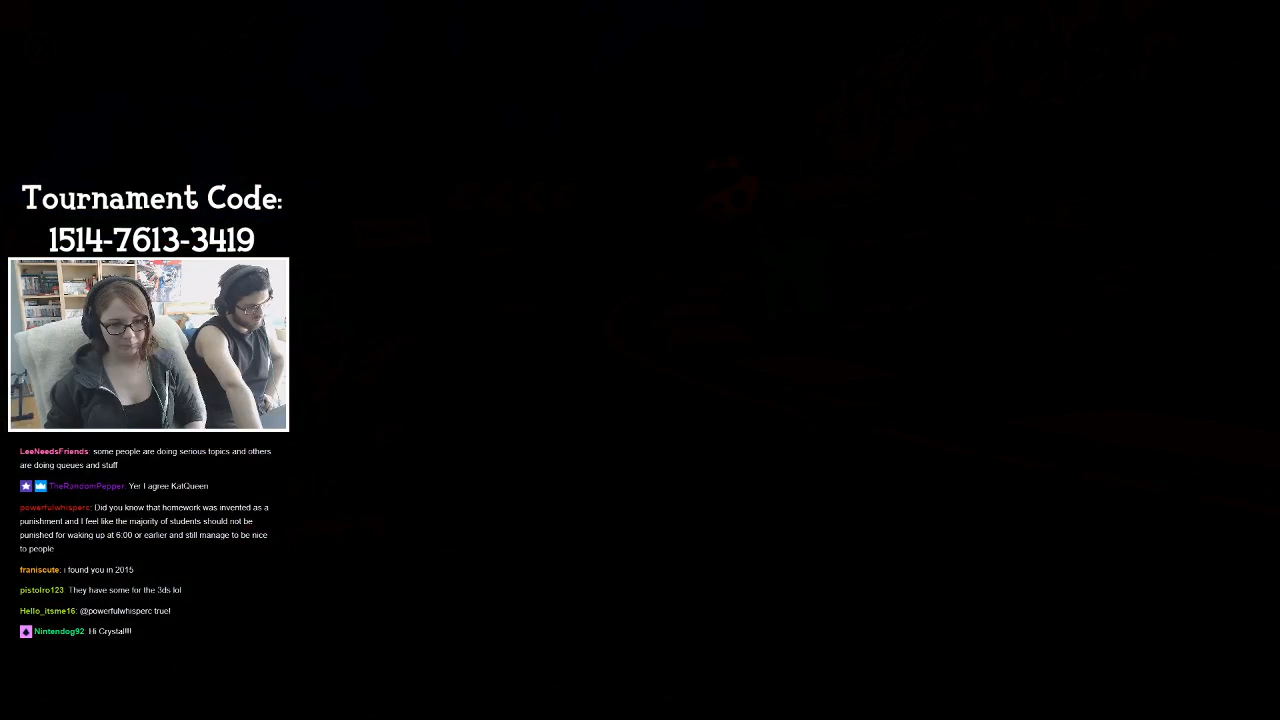 Tournament Code:
1514-7613-3419
LeeNeedsFriends: some people are doing serious topics and others
are doing queues and stuff
TheRandomPepper: Yer I agree KatQueen
powerfulwhisperc: Did you know that homework was invented as a
punishment and I feel like the majority of students should not be
punished for waking up at 6:00 or earlier and still manage to be nice
to people
franiscute: i found you in 2015
pistolro123: They have some for the 3ds lol
Hello_itsme16: @powerfulwhisperc true!
Nintendog92: Hi Crystal!!!